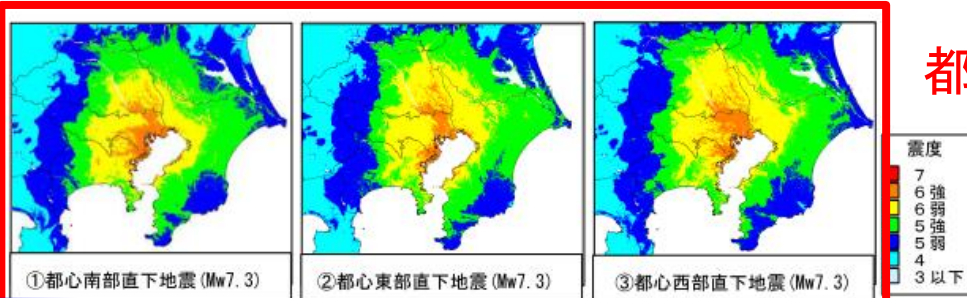 都
①都心南部直下地震(Mw7.3)
②都心東部直下地震(Mw7.3)
③都心西部直下地震(Mw7.3)
震度
7
6強
6弱
5強
5弱
4
3以下